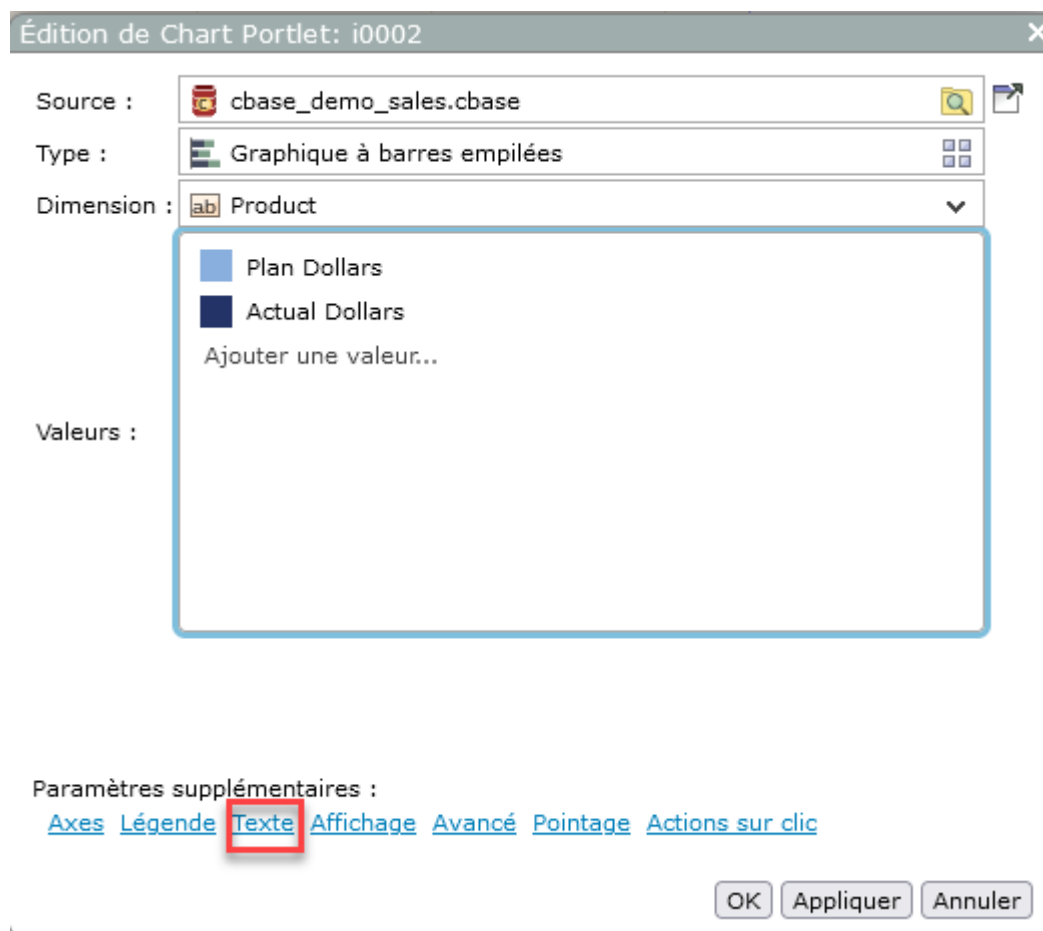 Édition de Chart Portlet: i0002
Source : cbase_demo_sales.cbase
Type : Graphique à barres empilées
Dimension : ab Product
Plan Dollars
Actual Dollars
Ajouter une valeur...
Valeurs :
Paramètres supplémentaires :
Axes Légende Texte Affichage Avancé Pointage Actions sur clic
OK Appliquer Annuler